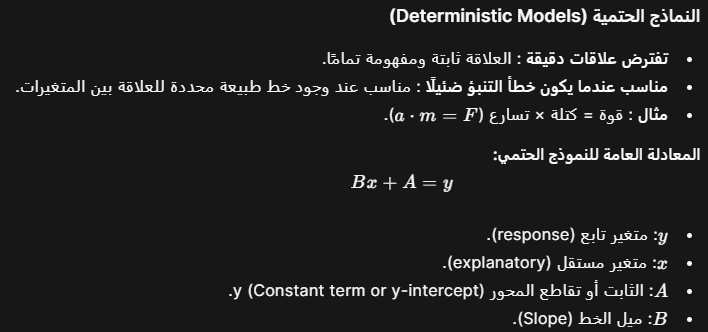 النماذج الحتمية (Deterministic Models)
تفترض علاقات دقيقة : العلاقة ثابتة ومفهومة تمامًا.
مناسب عندما يكون خطأ التنبؤ ضئيلًا : مناسب عند وجود خط طبيعة محددة للعلاقة بين المتغيرات.
مثال : قوة = كتلة × تسارع (a · m = F).
المعادلة العامة للنموذج الحتمي:
Bx + A = y
y: متغير تابع (response).
x: متغير مستقل (explanatory).
A: الثابت أو تقاطع المحور y (Constant term or y-intercept).
B: ميل الخط (Slope).